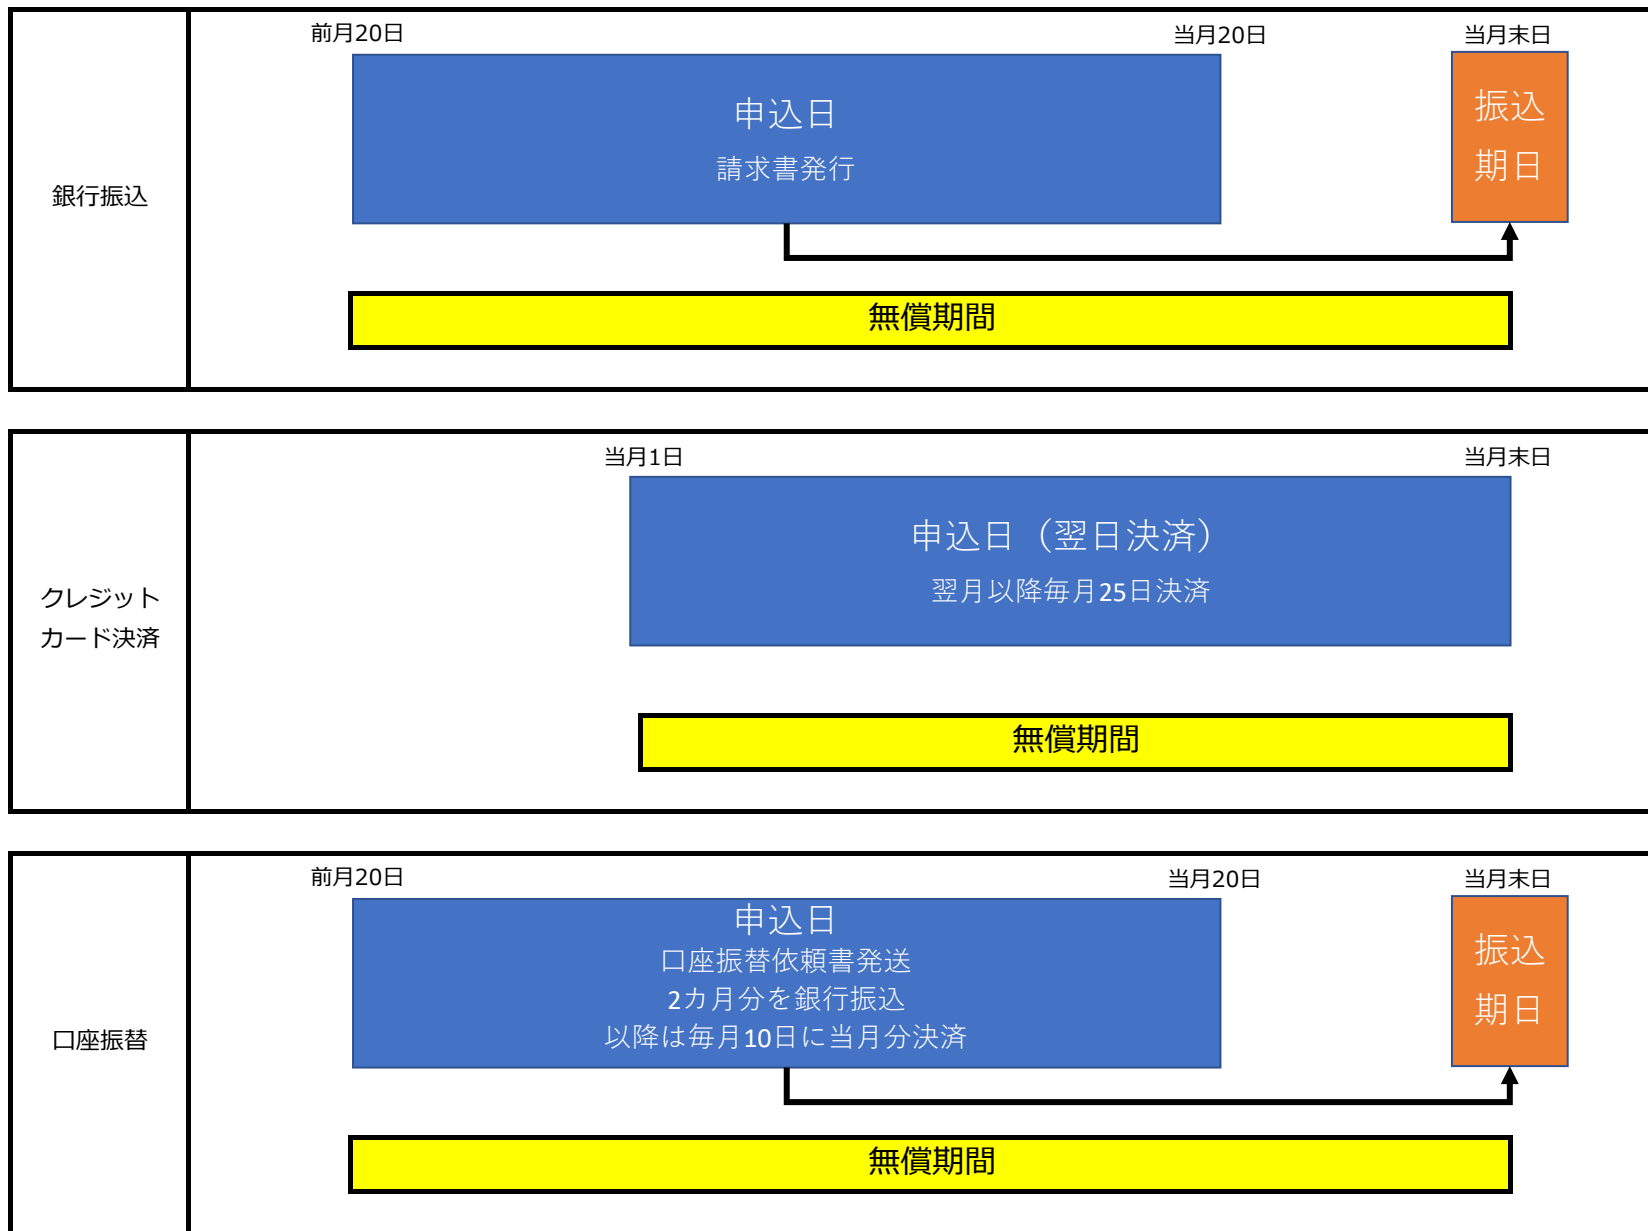 前月20日
当月20日
当月末日
申込日
請求書発行
振込
期日
銀行振込
無償期間
当月1日
当月末日
申込日（翌日決済）
翌月以降毎月25日決済
クレジット
カード決済
無償期間
前月20日
当月20日
当月末日
申込日
口座振替依頼書発送
2カ月分を銀行振込
以降は毎月10日に当月分決済
振込
期日
口座振替
無償期間